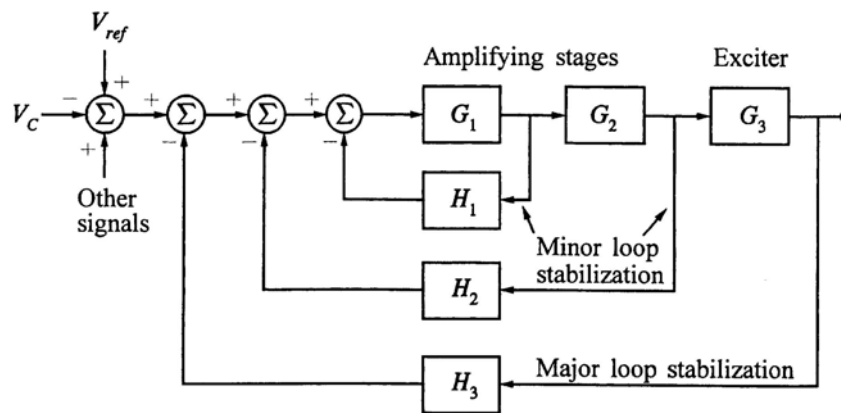 V_ref
Amplifying stages
Exciter
+
−
+
+
+
+
V_C
Σ
Σ
Σ
Σ
G_1
G_2
G_3
+
−
−
−
Other
signals
H_1
Minor loop
stabilization
H_2
Major loop stabilization
H_3